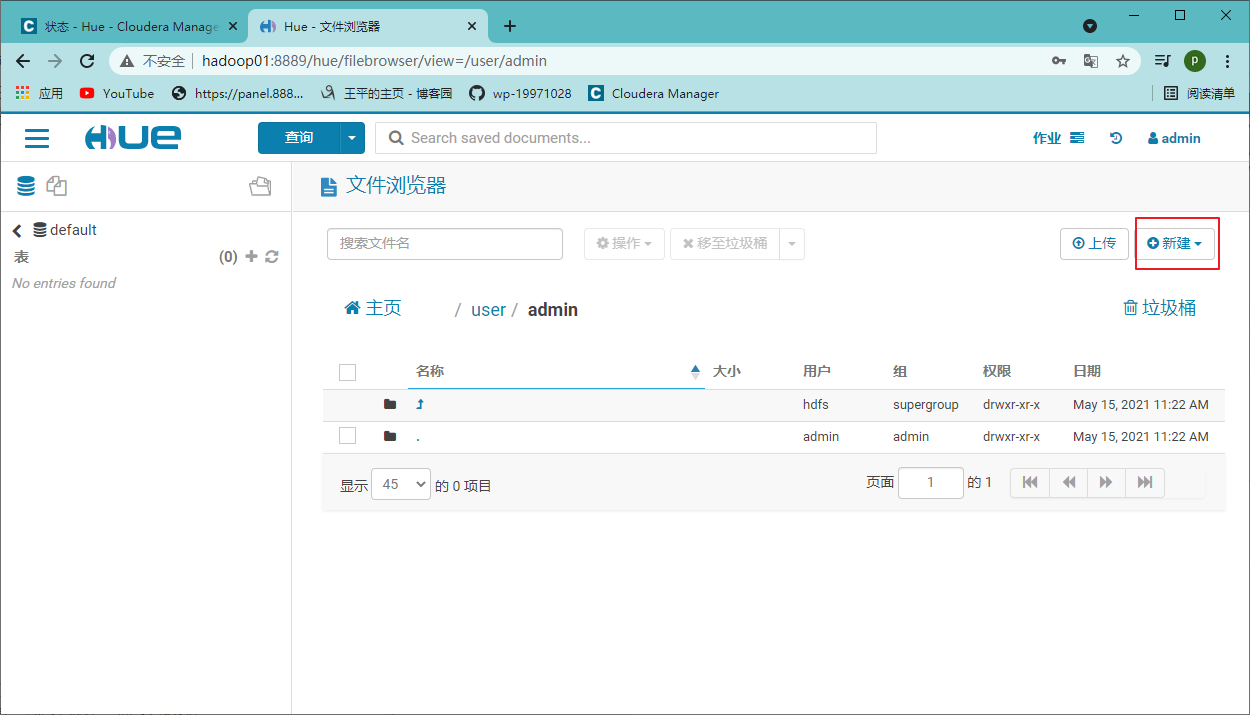 状态 - Hue - Cloudera Manage
Hue - 文件浏览器
不安全 hadoop01:8889/hue/filebrowser/view=/user/admin
应用 YouTube https://panel.888... 王平的主页 - 博客园 wp-19971028 Cloudera Manager 阅读清单
HUE 查询 Search saved documents... 作业 admin
文件浏览器
default
表 (0)
No entries found
搜索文件名 操作 移至垃圾桶 上传 新建
主页 / user / admin 垃圾桶
名称 大小 用户 组 权限 日期
hdfs supergroup drwxr-xr-x May 15, 2021 11:22 AM
. admin admin drwxr-xr-x May 15, 2021 11:22 AM
显示 45 的 0 项目 页面 1 的 1